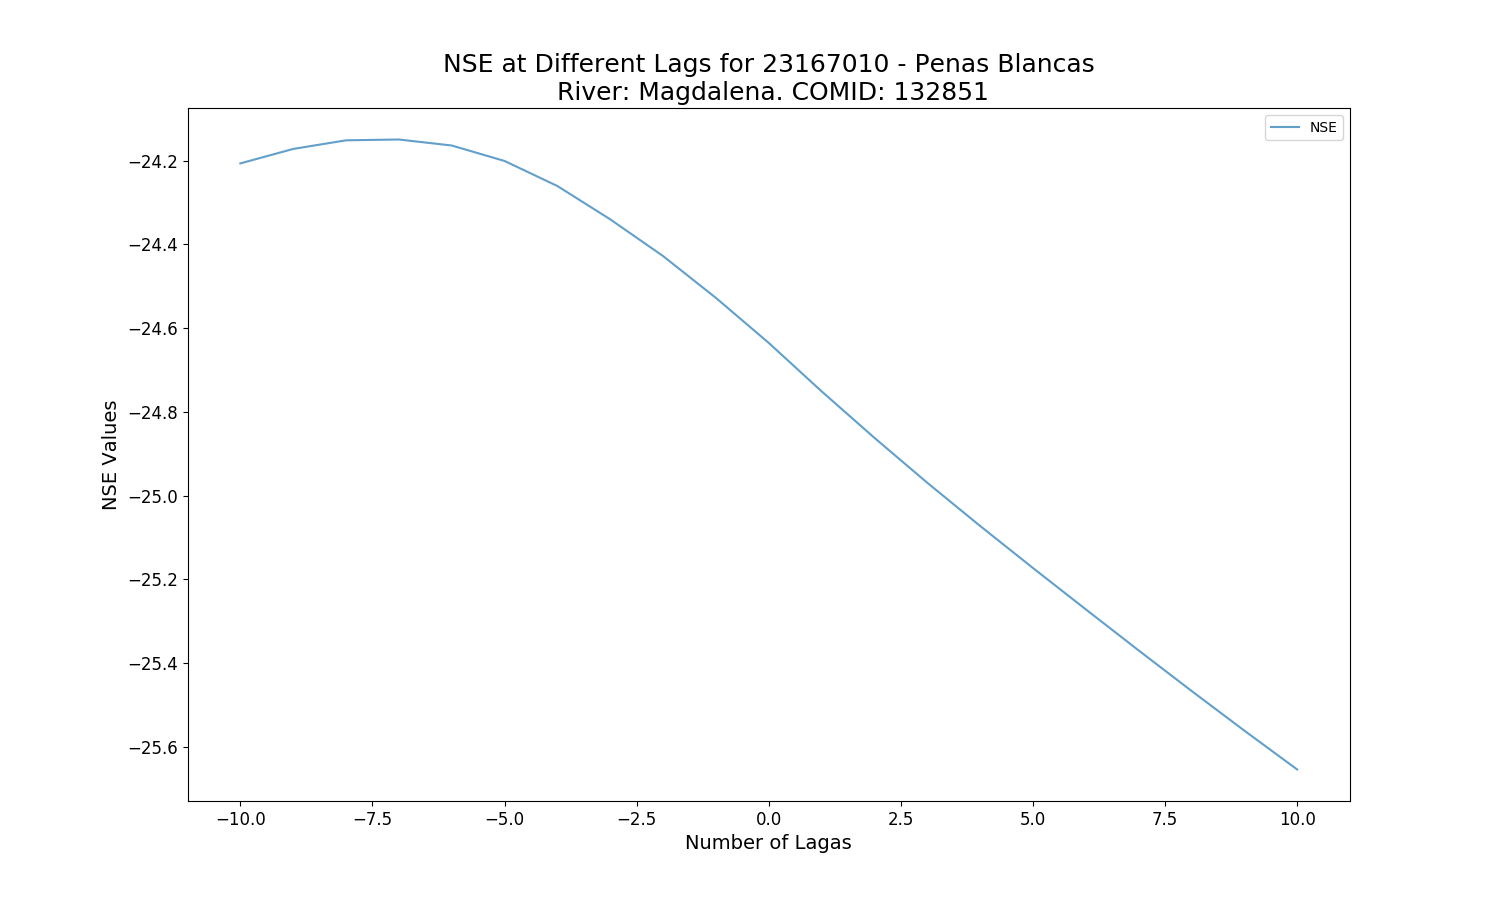 NSE at Different Lags for 23167010 - Penas Blancas
River: Magdalena. COMID: 132851
NSE
−24.2
−24.4
−24.6
−24.8
−25.0
−25.2
−25.4
−25.6
NSE Values
−10.0 −7.5 −5.0 −2.5 0.0 2.5 5.0 7.5 10.0
Number of Lagas